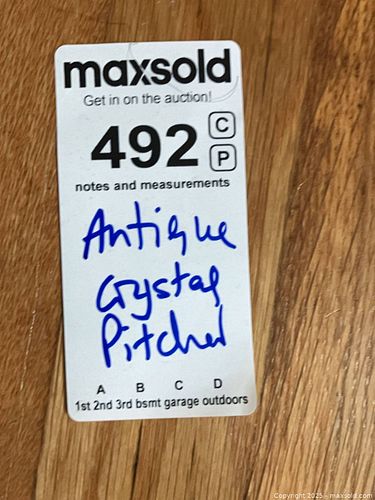 maxsold
Get in on the auction!
492
C
P
notes and measurements
Antique
Crystal
Pitcher
A B C D
1st 2nd 3rd bsmt garage outdoors
Copyright 2025 - maxsold.com